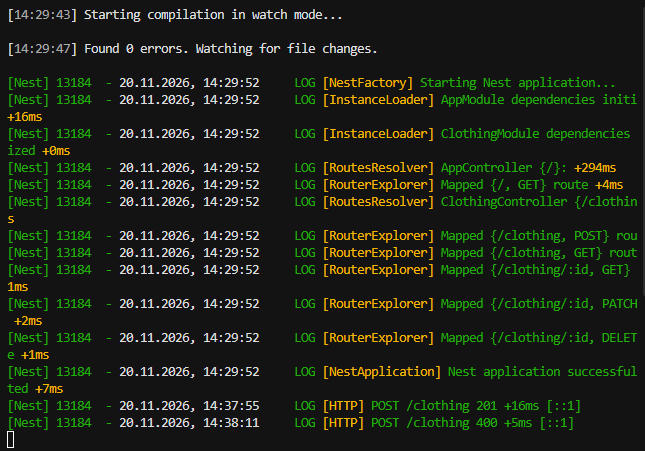 [14:29:43] Starting compilation in watch mode...
[14:29:47] Found 0 errors. Watching for file changes.
[Nest] 13184  - 20.11.2026, 14:29:52     LOG [NestFactory] Starting Nest application...
[Nest] 13184  - 20.11.2026, 14:29:52     LOG [InstanceLoader] AppModule dependencies initi
+16ms
[Nest] 13184  - 20.11.2026, 14:29:52     LOG [InstanceLoader] ClothingModule dependencies
ized +0ms
[Nest] 13184  - 20.11.2026, 14:29:52     LOG [RoutesResolver] AppController {/}: +294ms
[Nest] 13184  - 20.11.2026, 14:29:52     LOG [RouterExplorer] Mapped {/, GET} route +4ms
[Nest] 13184  - 20.11.2026, 14:29:52     LOG [RoutesResolver] ClothingController {/clothin
s
[Nest] 13184  - 20.11.2026, 14:29:52     LOG [RouterExplorer] Mapped {/clothing, POST} rou
[Nest] 13184  - 20.11.2026, 14:29:52     LOG [RouterExplorer] Mapped {/clothing, GET} rout
[Nest] 13184  - 20.11.2026, 14:29:52     LOG [RouterExplorer] Mapped {/clothing/:id, GET}
1ms
[Nest] 13184  - 20.11.2026, 14:29:52     LOG [RouterExplorer] Mapped {/clothing/:id, PATCH
+2ms
[Nest] 13184  - 20.11.2026, 14:29:52     LOG [RouterExplorer] Mapped {/clothing/:id, DELET
e +1ms
[Nest] 13184  - 20.11.2026, 14:29:52     LOG [NestApplication] Nest application successful
ted +7ms
[Nest] 13184  - 20.11.2026, 14:37:55     LOG [HTTP] POST /clothing 201 +16ms [::1]
[Nest] 13184  - 20.11.2026, 14:38:11     LOG [HTTP] POST /clothing 400 +5ms [::1]